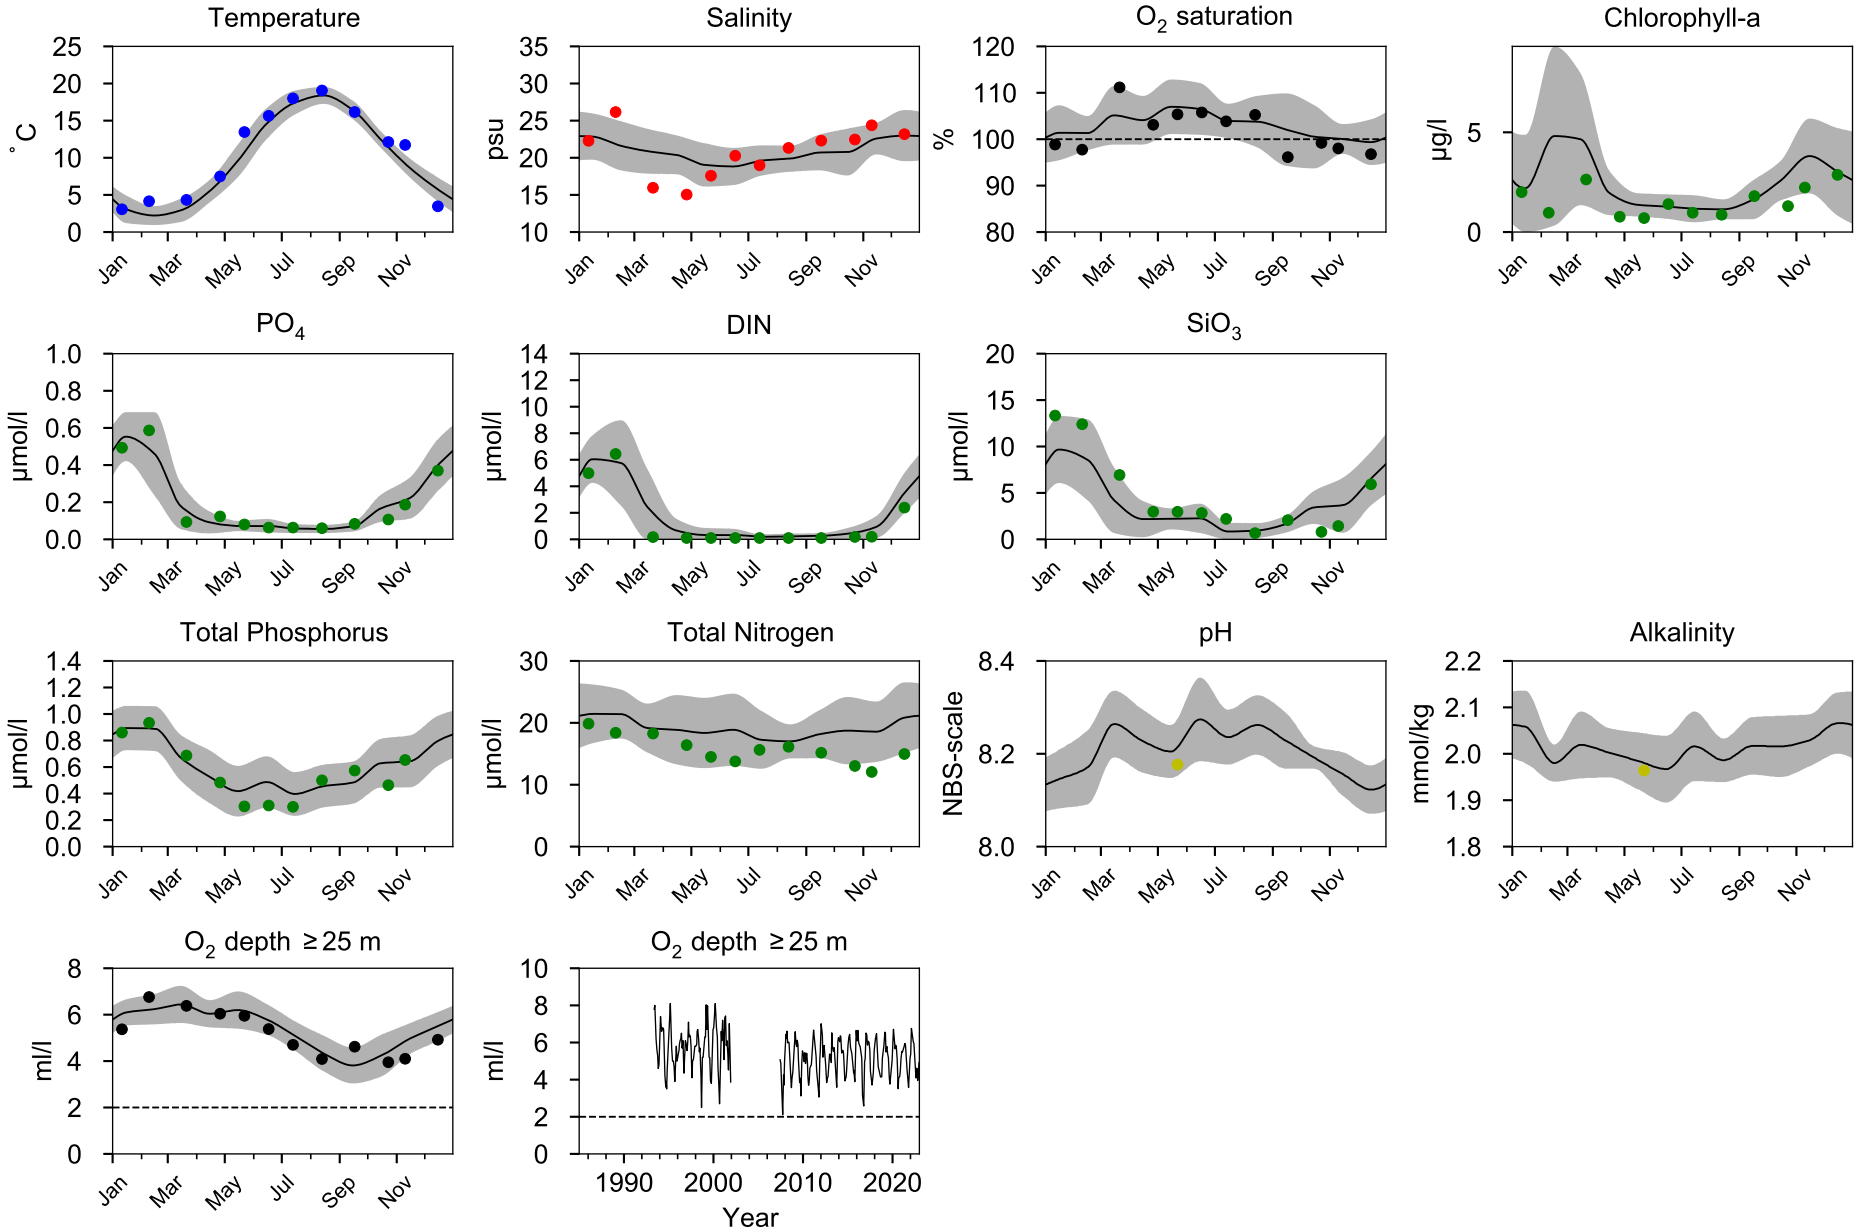 Temperature
25
20
15
10
5
0
°C
Jan Mar May Jul Sep Nov
Salinity
35
30
25
20
15
10
psu
Jan Mar May Jul Sep Nov
O2 saturation
120
110
100
90
80
%
Jan Mar May Jul Sep Nov
Chlorophyll-a
5
0
µg/l
Jan Mar May Jul Sep Nov
PO4
1.0
0.8
0.6
0.4
0.2
0.0
µmol/l
Jan Mar May Jul Sep Nov
DIN
14
12
10
8
6
4
2
0
µmol/l
Jan Mar May Jul Sep Nov
SiO3
20
15
10
5
0
µmol/l
Jan Mar May Jul Sep Nov
Total Phosphorus
1.4
1.2
1.0
0.8
0.6
0.4
0.2
0.0
µmol/l
Jan Mar May Jul Sep Nov
Total Nitrogen
30
20
10
0
µmol/l
Jan Mar May Jul Sep Nov
pH
8.4
8.2
8.0
NBS-scale
Jan Mar May Jul Sep Nov
Alkalinity
2.2
2.1
2.0
1.9
1.8
mmol/kg
Jan Mar May Jul Sep Nov
O2 depth ≥ 25 m
8
6
4
2
0
ml/l
Jan Mar May Jul Sep Nov
O2 depth ≥ 25 m
10
8
6
4
2
0
ml/l
1990 2000 2010 2020
Year